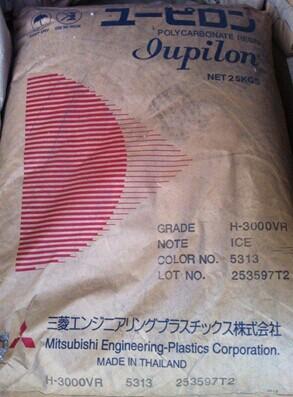 ユーピロン
POLYCARBONATE RESIN
Iupilon
NET 25KGS
GRADE H-3000VR
NOTE ICE
COLOR NO. 5313
LOT NO. 253597T2
三菱エンジニアリングプラスチックス株式会社
Mitsubishi Engineering-Plastics Corporation.
MADE IN THAILAND
H-3000VR 5313 253597T2